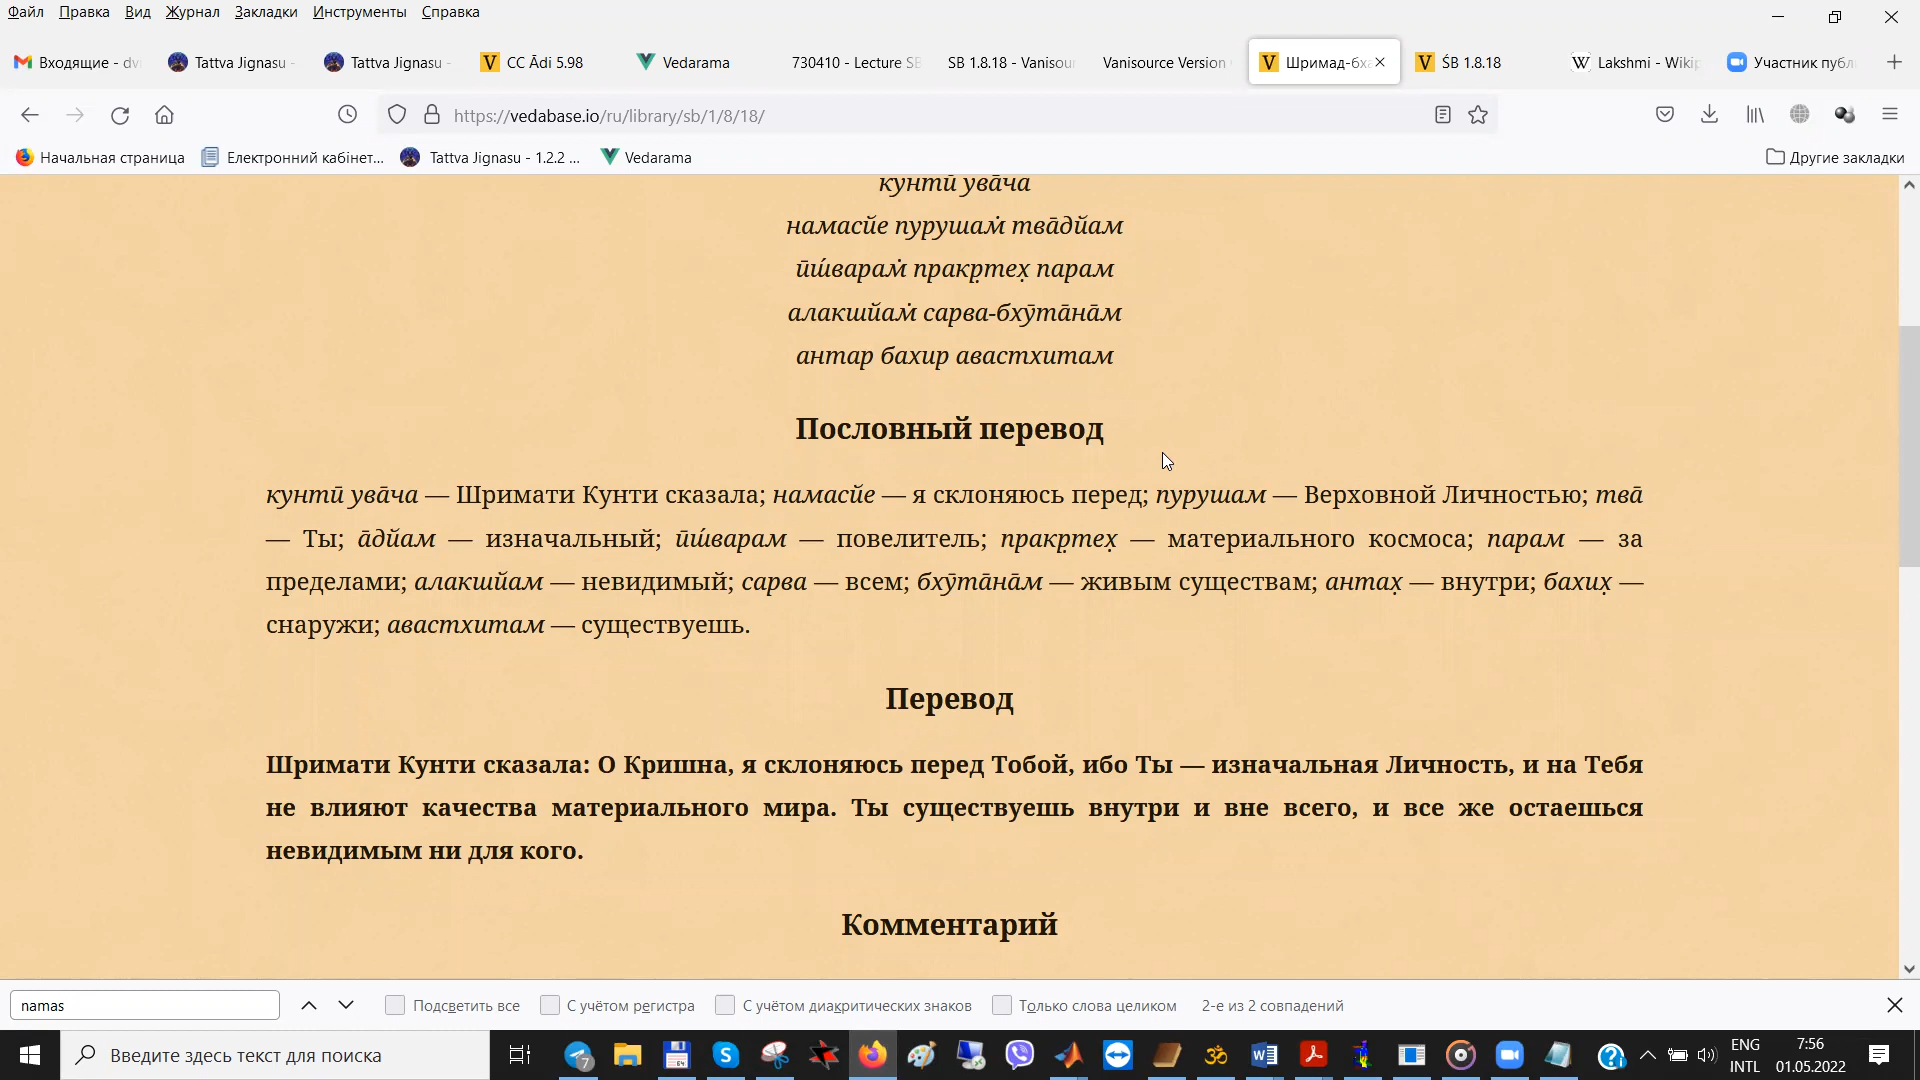 Файл Правка Вид Журнал Закладки Инструменты Справка
Входящие - dvi Tattva Jignasu - Tattva Jignasu - CC Ādi 5.98 Vedarama 730410 - Lecture SB SB 1.8.18 - Vanisour Vanisource Version Шримад-бха ŚB 1.8.18 Lakshmi - Wikip Участник публ
https://vedabase.io/ru/library/sb/1/8/18/
Начальная страница Електронний кабінет... Tattva Jignasu - 1.2.2 ... Vedarama Другие закладки
кунтӣ ува̄ча
намасйе пурушам̇ тва̄дйам
ӣш́варам̇ пракр̣тех̣ парам
алакшйам̇ сарва-бхӯта̄на̄м
антар бахир авастхитам
Пословный перевод
кунтӣ ува̄ча — Шримати Кунти сказала; намасйе — я склоняюсь перед; пурушам — Верховной Личностью; тва̄
— Ты; а̄дйам — изначальный; ӣш́варам — повелитель; пракр̣тех̣ — материального космоса; парам — за
пределами; алакшйам — невидимый; сарва — всем; бхӯта̄на̄м — живым существам; антах̣ — внутри; бахих̣ —
снаружи; авастхитам — существуешь.
Перевод
Шримати Кунти сказала: О Кришна, я склоняюсь перед Тобой, ибо Ты — изначальная Личность, и на Тебя
не влияют качества материального мира. Ты существуешь внутри и вне всего, и все же остаешься
невидимым ни для кого.
Комментарий
namas Подсветить все С учётом регистра С учётом диакритических знаков Только слова целиком 2-е из 2 совпадений
Введите здесь текст для поиска 7 64 ENG 7:56
INTL 01.05.2022